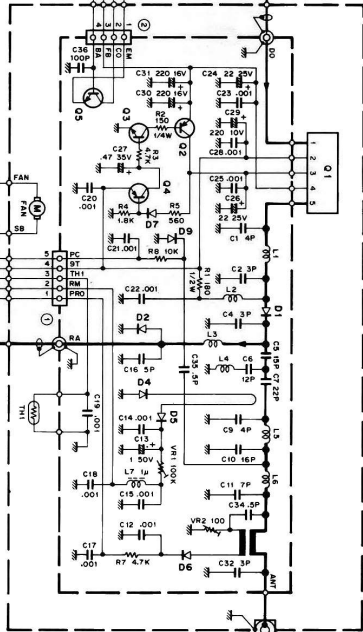 C36
100P
BA
FB
CO
EM
4
3
2
1
②
Q5
C31 220 16V
C30 220 16V
C24 22 25V
C23 .001
C29
220 10V
C28 .001
DO
Q3
R2
150
1/4W
Q2
C27
.47 35V
R3
4.7K
Q4
1
2
3
4
5
Q1
C25 .001
C26
22 25V
C1 4P
FAN
FAN
M
SB
C20
.001
R4
1.8K
D7
R5
560
C21 .001
D9
R8 10K
L1
5
4
3
2
1
PC
9T
TH1
RM
PRO
①
R1 180
1/2W
C2 3P
C22 .001
L2
D1
C4 3P
D2
L3
RA
C5 15P
C16 5P
C35 .5P
L4
C6
12P
C7 22P
D4
TH1
C19
.001
D5
C14 .001
C9 4P
L5
C13
1 50V
VR1 100K
C10 16P
C18
.001
L7 1μ
L6
C15 .001
C11 7P
C34 .5P
C12 .001
VR2 100
C17
.001
R7 4.7K
D6
C32 3P
ANT